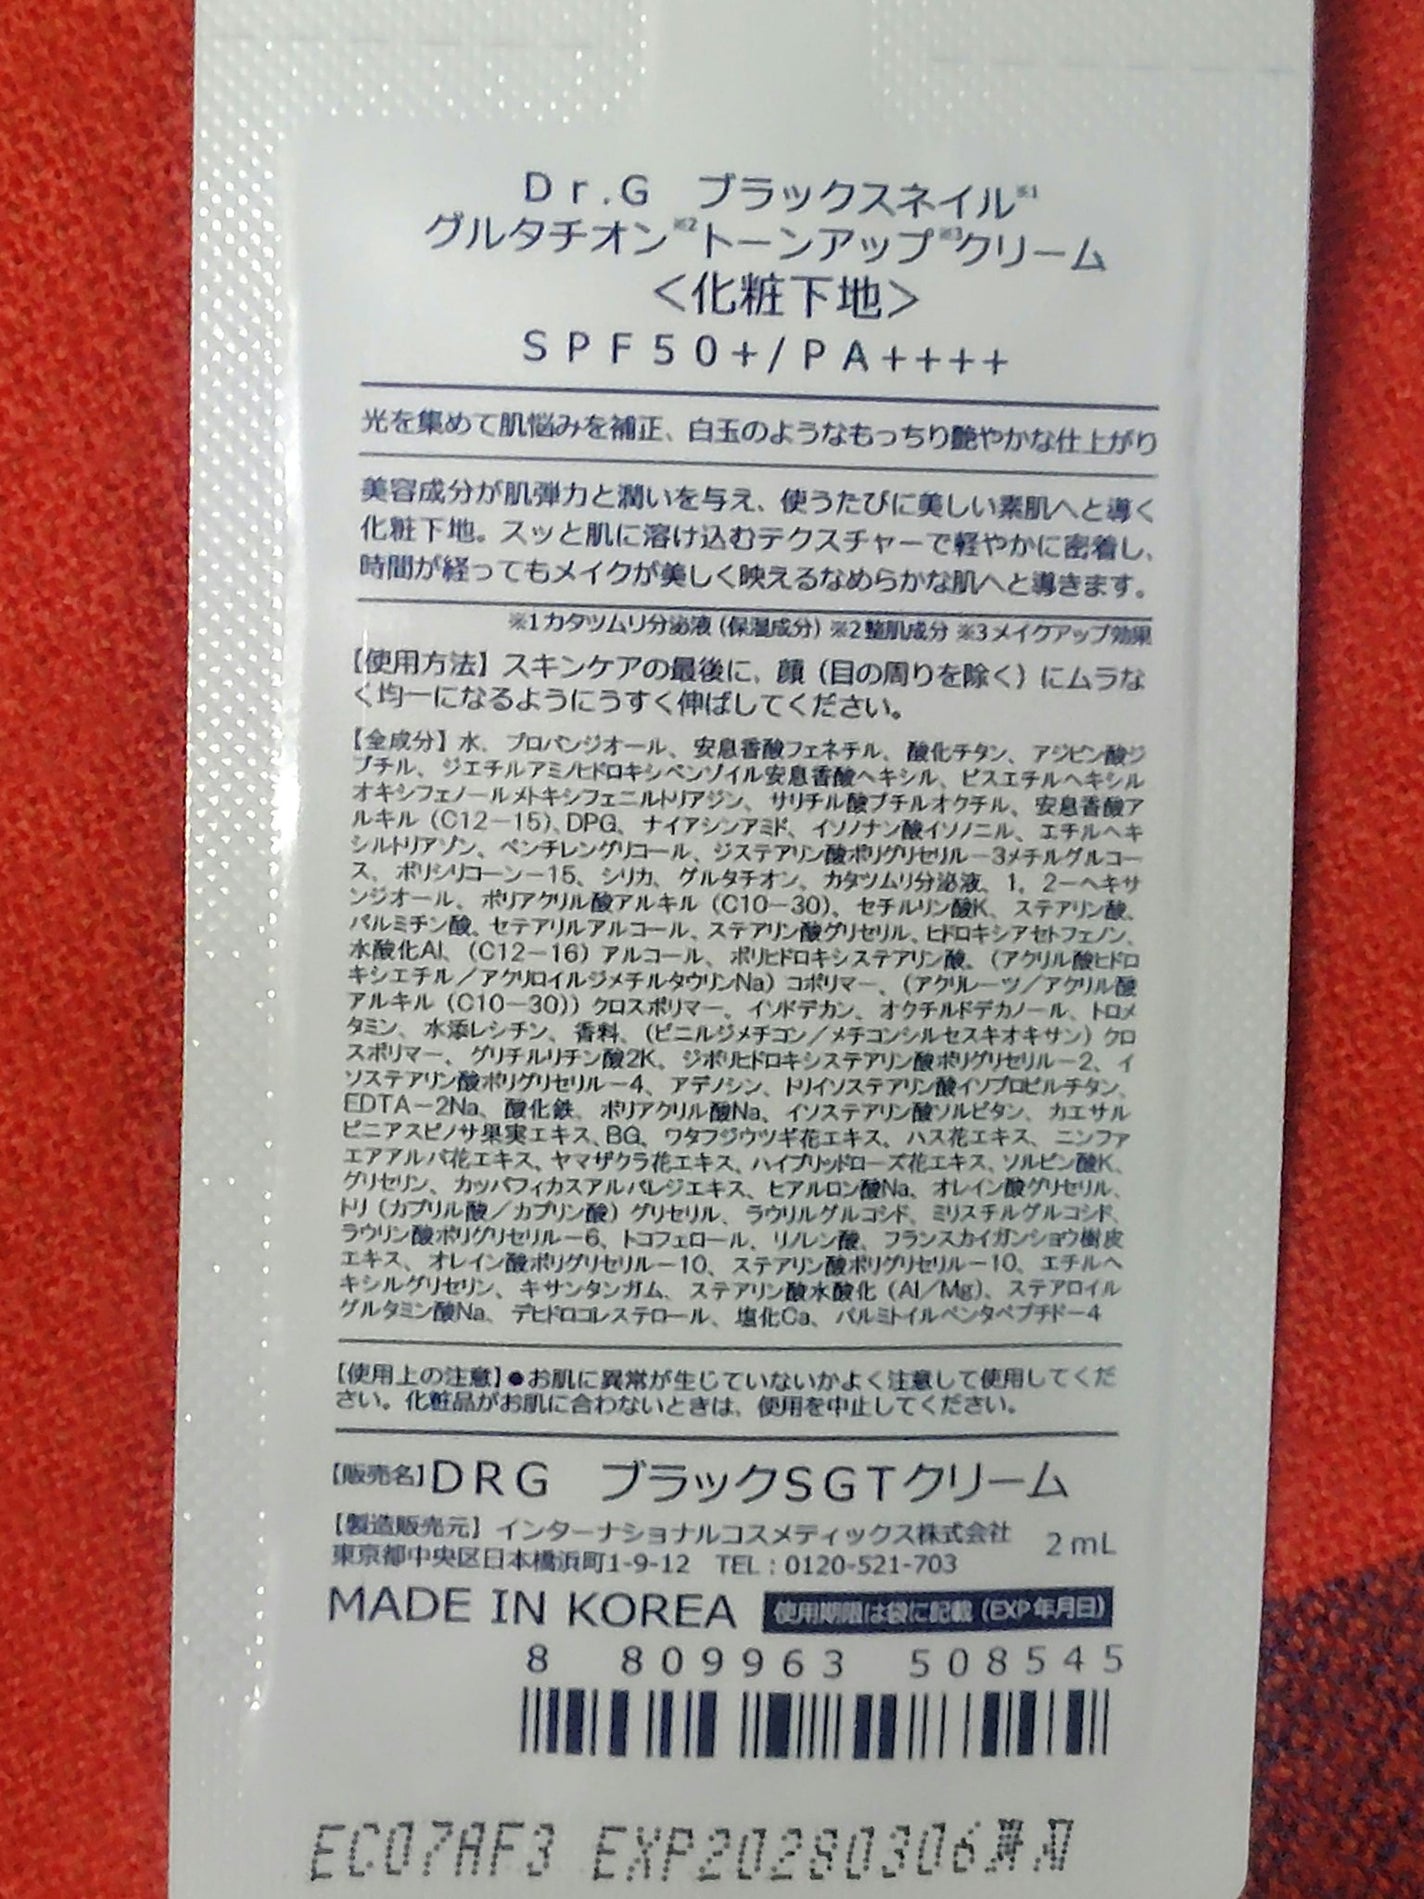 Dr.G ブラックスネイル※1
グルタチオン※2トーンアップ※3クリーム
＜化粧下地＞
SPF50+/PA++++
光を集めて肌悩みを補正、白玉のようなもっちり艶やかな仕上がり
美容成分が肌弾力と潤いを与え、使うたびに美しい素肌へと導く
化粧下地。スッと肌に溶け込むテクスチャーで軽やかに密着し、
時間が経ってもメイクが美しく映えるなめらかな肌へと導きます。
※1カタツムリ分泌液（保湿成分）※2整肌成分 ※3メイクアップ効果
【使用方法】スキンケアの最後に、顔（目の周りを除く）にムラな
く均一になるようにうすく伸ばしてください。
【全成分】水、プロパンジオール、安息香酸フェネチル、酸化チタン、アジピン酸ジ
ブチル、ジエチルアミノヒドロキシベンゾイル安息香酸ヘキシル、ビスエチルヘキシル
オキシフェノールメトキシフェニルトリアジン、サリチル酸ブチルオクチル、安息香酸ア
ルキル（C12－15）、DPG、ナイアシンアミド、イソノナン酸イソノニル、エチルヘキ
シルトリアゾン、ペンチレングリコール、ジステアリン酸ポリグリセリル－3メチルグルコー
ス、ポリシリコーン－15、シリカ、グルタチオン、カタツムリ分泌液、1，2－ヘキサ
ンジオール、ポリアクリル酸アルキル（C10－30）、セチルリン酸K、ステアリン酸、
パルミチン酸、セテアリルアルコール、ステアリン酸グリセリル、ヒドロキシアセトフェノン、
水酸化Al、（C12－16）アルコール、ポリヒドロキシステアリン酸、（アクリル酸ヒドロ
キシエチル／アクリロイルジメチルタウリンNa）コポリマー、（アクリレーツ／アクリル酸
アルキル（C10－30））クロスポリマー、イソドデカン、オクチルドデカノール、トロメ
タミン、水添レシチン、香料、（ビニルジメチコン／メチコンシルセスキオキサン）クロ
スポリマー、グリチルリチン酸2K、ジポリヒドロキシステアリン酸ポリグリセリル－2、イ
ソステアリン酸ポリグリセリル－4、アデノシン、トリイソステアリン酸イソプロピルチタン、
EDTA－2Na、酸化鉄、ポリアクリル酸Na、イソステアリン酸ソルビタン、カエサル
ピニアスピノサ果実エキス、BG、ワタフジウツギ花エキス、ハス花エキス、ニンファ
エアアルバ花エキス、ヤマザクラ花エキス、ハイブリッドローズ花エキス、ソルビン酸K、
グリセリン、カッパフィカスアルバレジエキス、ヒアルロン酸Na、オレイン酸グリセリル、
トリ（カプリル酸／カプリン酸）グリセリル、ラウリルグルコシド、ミリスチルグルコシド、
ラウリン酸ポリグリセリル－6、トコフェロール、リノレン酸、フランスカイガンショウ樹皮
エキス、オレイン酸ポリグリセリル－10、ステアリン酸ポリグリセリル－10、エチルヘ
キシルグリセリン、キサンタンガム、ステアリン酸水酸化（Al／Mg）、ステアロイル
グルタミン酸Na、デヒドロコレステロール、塩化Ca、パルミトイルペンタペプチド－4
【使用上の注意】●お肌に異常が生じていないかよく注意して使用してくだ
さい。化粧品がお肌に合わないときは、使用を中止してください。
【販売名】DRG ブラックSGTクリーム
【製造販売元】インターナショナルコスメティックス株式会社 2mL
東京都中央区日本橋浜町1-9-12 TEL：0120-521-703
MADE IN KOREA 使用期限は袋に記載（EXP年月日）
8 809963 508545
EC07AF3 EXP20280306